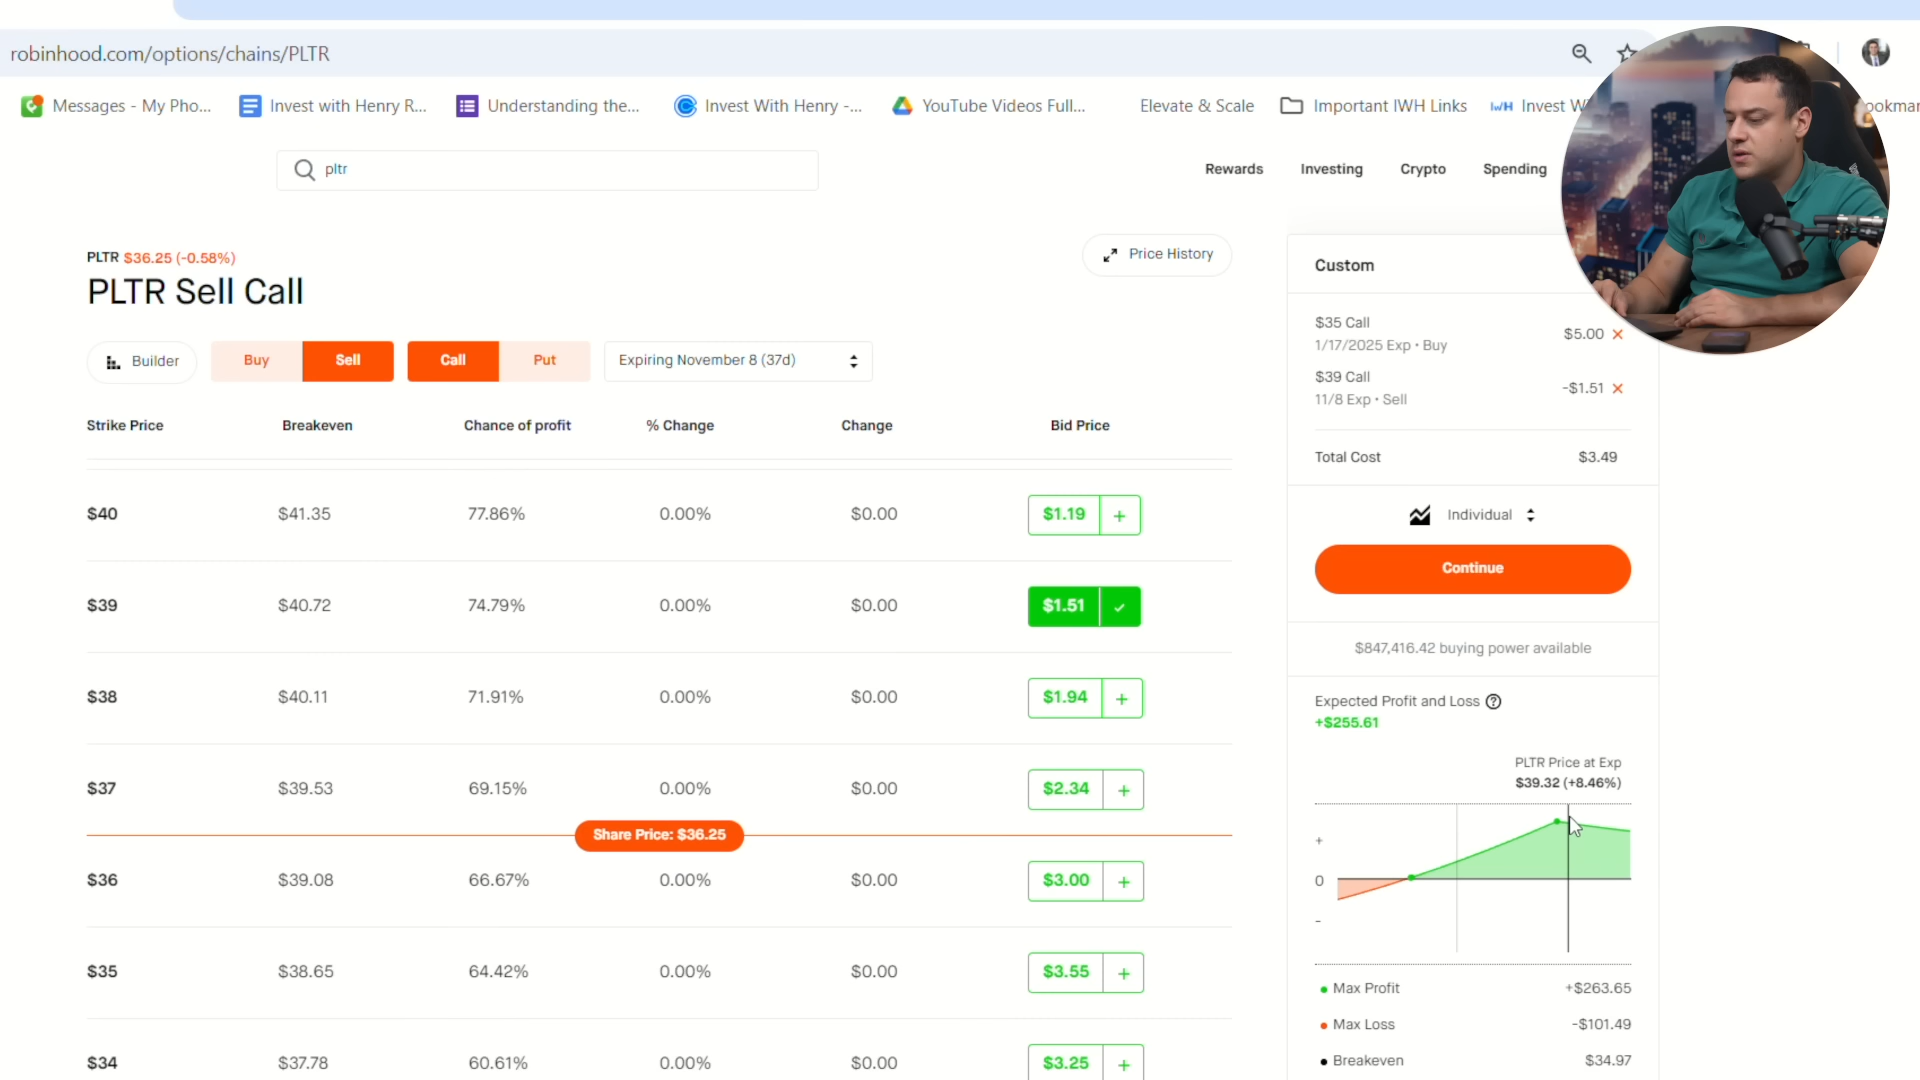 robinhood.com/options/chains/PLTR
Messages - My Pho...
Invest with Henry R...
Understanding the...
Invest With Henry -...
YouTube Videos Full...
Elevate & Scale
Important IWH Links
IWH Invest W
pltr
Rewards
Investing
Crypto
Spending
PLTR $36.25 (-0.58%)
PLTR Sell Call
Price History
Builder
Buy
Sell
Call
Put
Expiring November 8 (37d)
Strike Price Breakeven Chance of profit % Change Change Bid Price
$40 $41.35 77.86% 0.00% $0.00 $1.19 +
$39 $40.72 74.79% 0.00% $0.00 $1.51
$38 $40.11 71.91% 0.00% $0.00 $1.94 +
$37 $39.53 69.15% 0.00% $0.00 $2.34 +
Share Price: $36.25
$36 $39.08 66.67% 0.00% $0.00 $3.00 +
$35 $38.65 64.42% 0.00% $0.00 $3.55 +
$34 $37.78 60.61% 0.00% $0.00 $3.25 +
Custom
$35 Call
1/17/2025 Exp • Buy
$5.00
$39 Call
11/8 Exp • Sell
-$1.51
Total Cost $3.49
Individual
Continue
$847,416.42 buying power available
Expected Profit and Loss ?
+$255.61
PLTR Price at Exp
$39.32 (+8.46%)
+
0
-
Max Profit +$263.65
Max Loss -$101.49
Breakeven $34.97